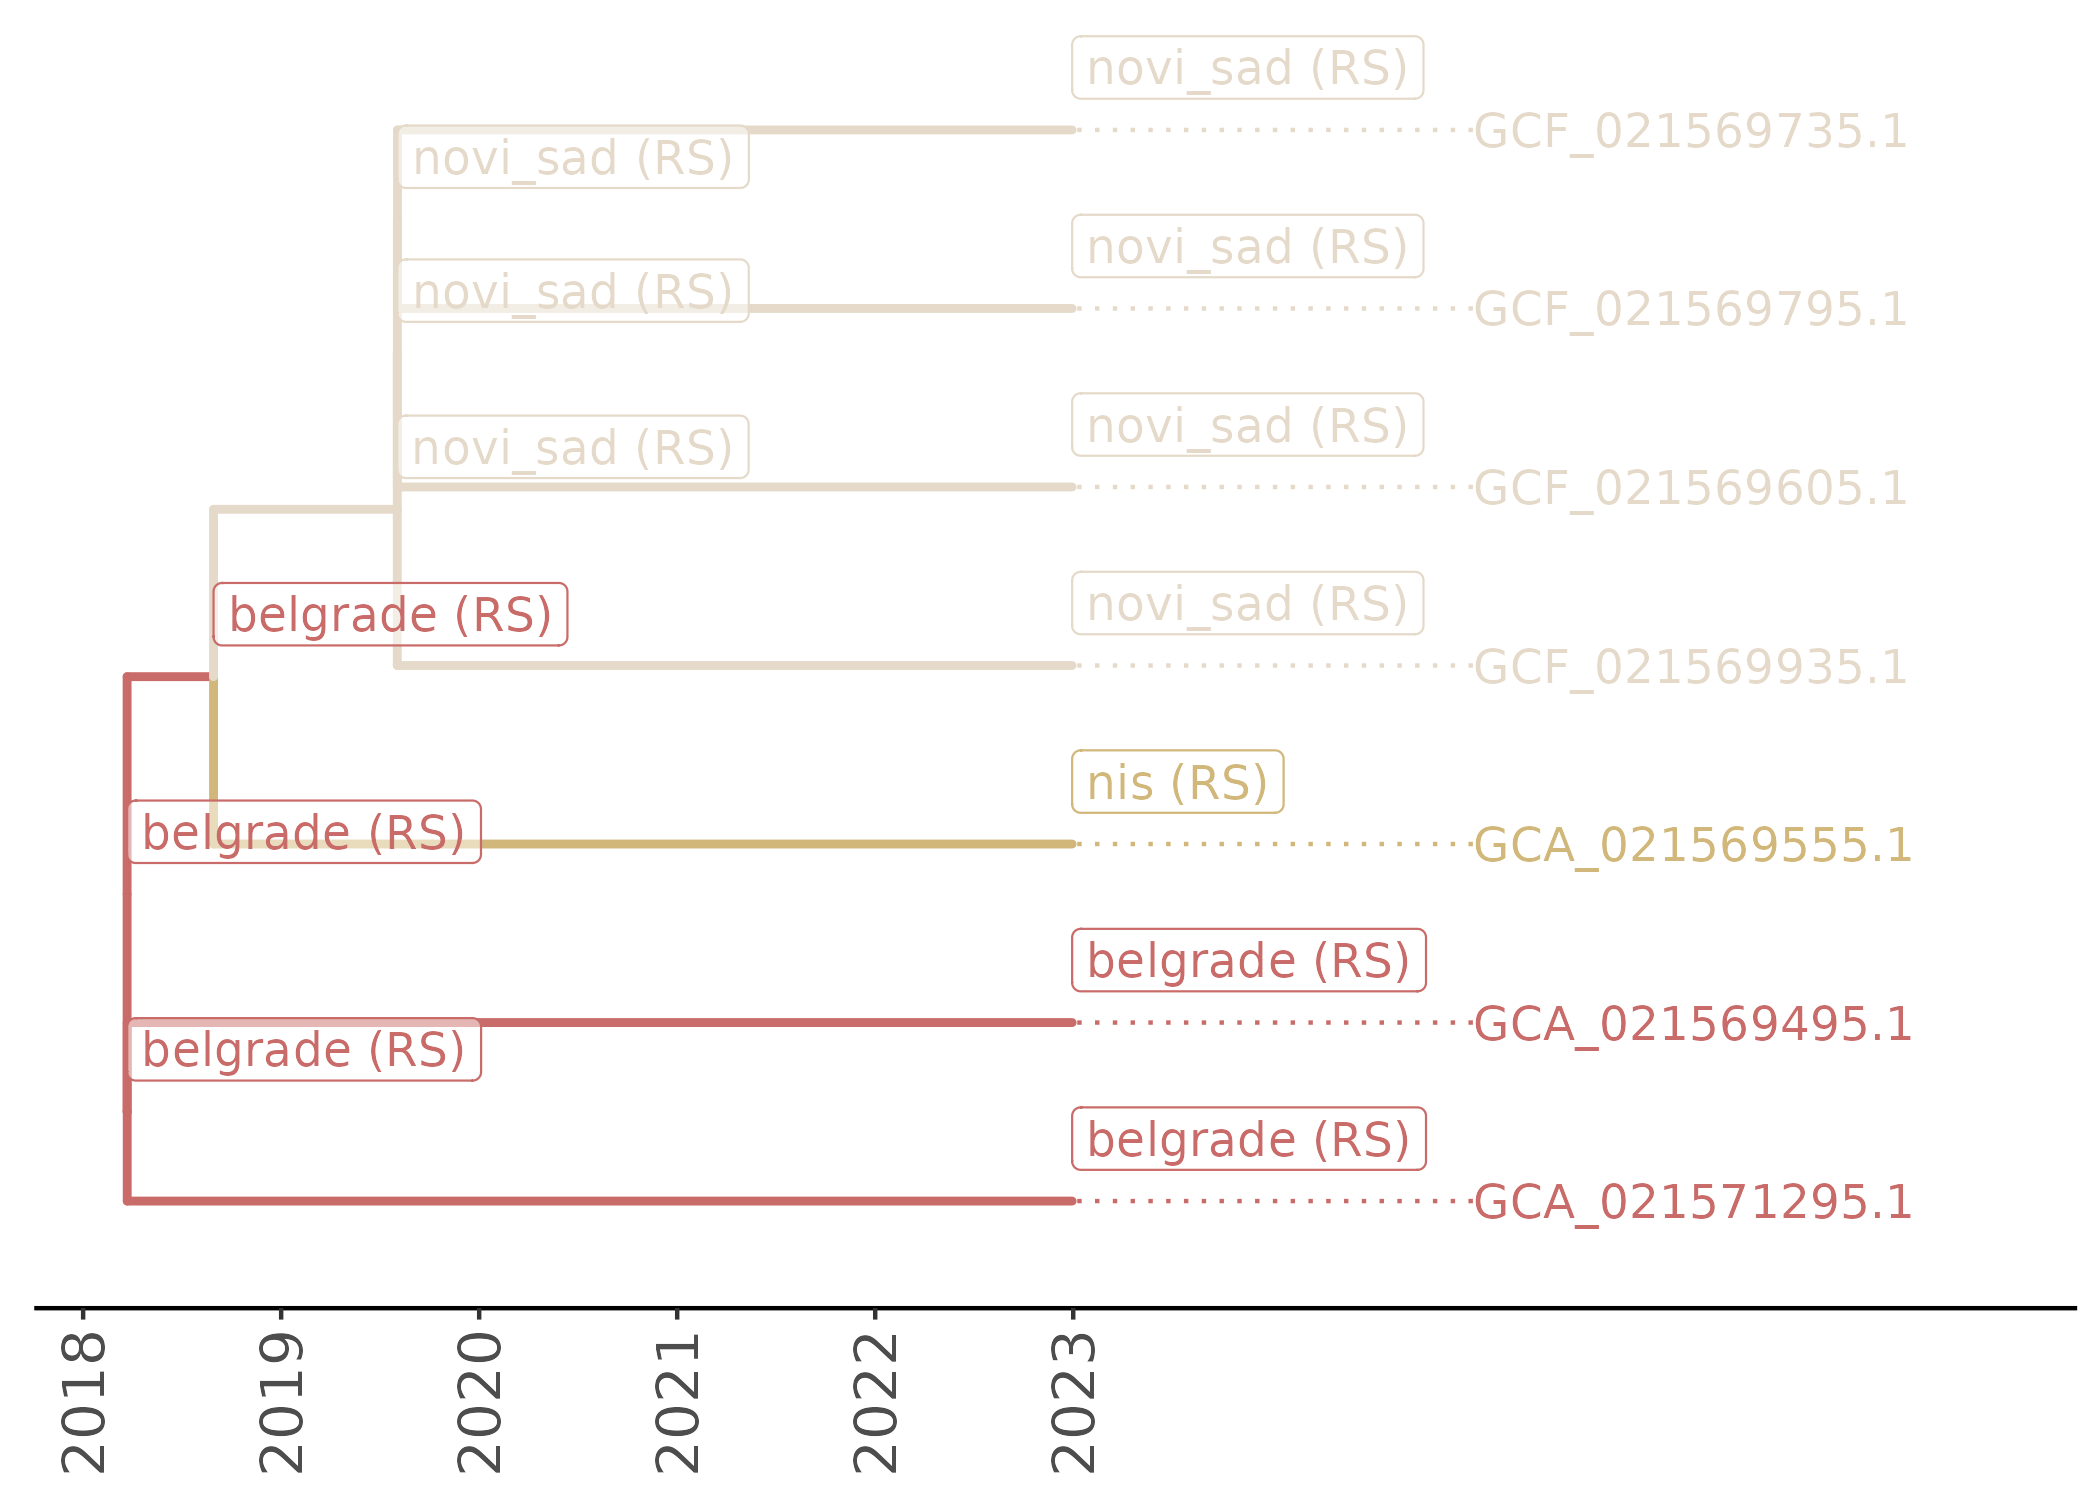 novi_sad (RS)
GCF_021569735.1
novi_sad (RS)
novi_sad (RS)
novi_sad (RS)
GCF_021569795.1
novi_sad (RS)
novi_sad (RS)
GCF_021569605.1
novi_sad (RS)
belgrade (RS)
GCF_021569935.1
nis (RS)
belgrade (RS)
GCA_021569555.1
belgrade (RS)
GCA_021569495.1
belgrade (RS)
belgrade (RS)
GCA_021571295.1
2018
2019
2020
2021
2022
2023